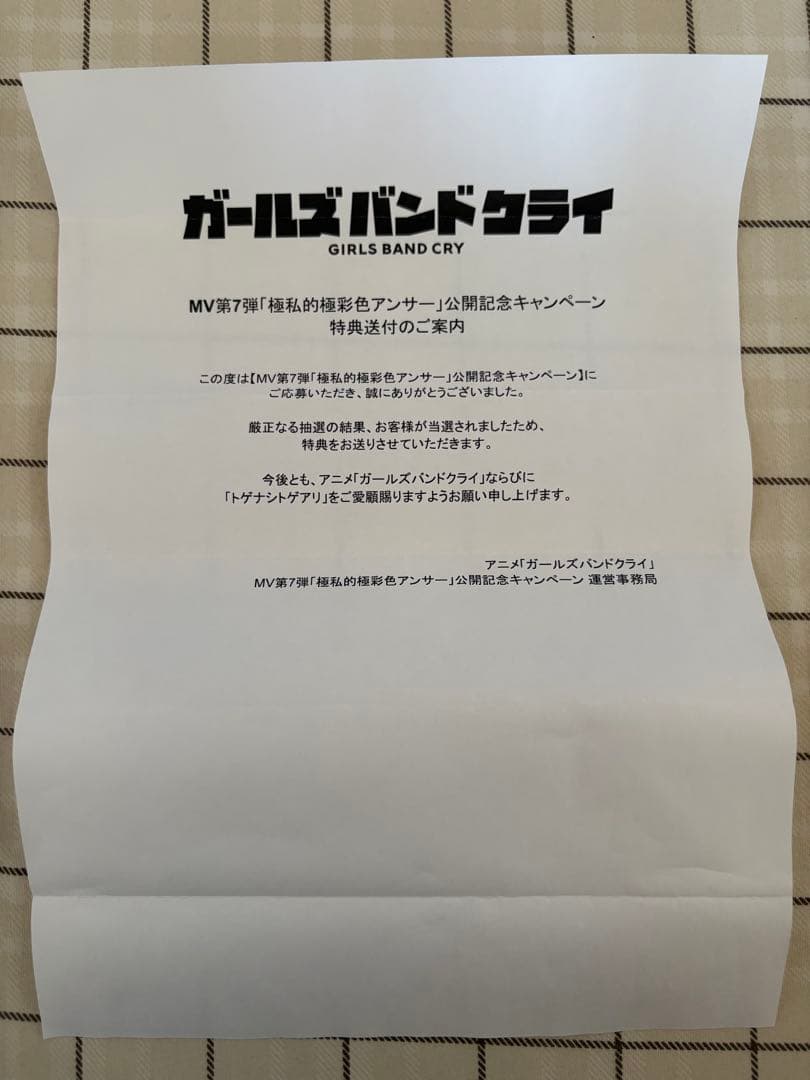 ガールズバンドクライ
GIRLS BAND CRY
MV第7弾「極私的極彩色アンサー」公開記念キャンペーン
特典送付のご案内
この度は【MV第7弾「極私的極彩色アンサー」公開記念キャンペーン】に
ご応募いただき、誠にありがとうございました。
厳正なる抽選の結果、お客様が当選されましたため、
特典をお送りさせていただきます。
今後とも、アニメ「ガールズバンドクライ」ならびに
「トゲナシトゲアリ」をご愛顧賜りますようお願い申し上げます。
アニメ「ガールズバンドクライ」
MV第7弾「極私的極彩色アンサー」公開記念キャンペーン 運営事務局